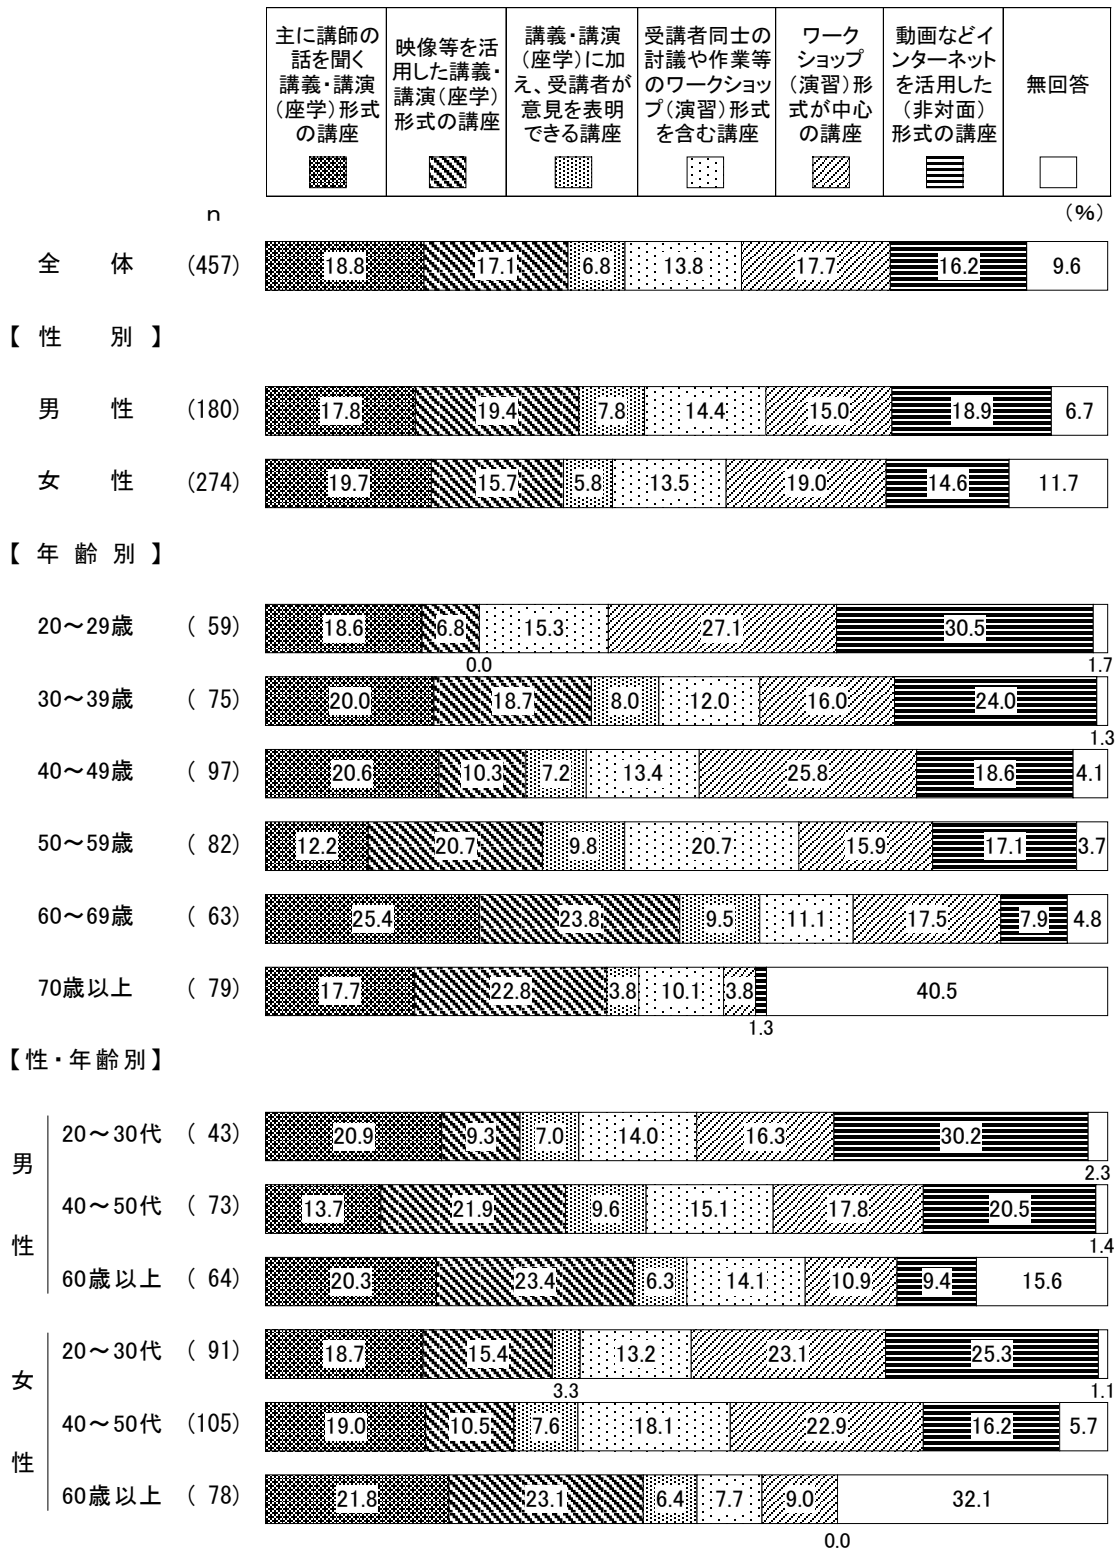 主に講師の
話を聞く
講義・講演
（座学）形式
の講座
映像等を活
用した講義・
講演（座学）
形式の講座
講義・講演
（座学）に加
え、受講者が
意見を表明
できる講座
受講者同士の
討議や作業等
のワークショッ
プ（演習）形式
を含む講座
ワーク
ショップ
（演習）形
式が中心
の講座
動画などイ
ンターネット
を活用した
（非対面）
形式の講座
無回答
n （％）
全体 (457) 18.8 17.1 6.8 13.8 17.7 16.2 9.6
【性別】
男性 (180) 17.8 19.4 7.8 14.4 15.0 18.9 6.7
女性 (274) 19.7 15.7 5.8 13.5 19.0 14.6 11.7
【年齢別】
20～29歳 ( 59) 18.6 6.8 15.3 27.1 30.5
0.0 1.7
30～39歳 ( 75) 20.0 18.7 8.0 12.0 16.0 24.0
1.3
40～49歳 ( 97) 20.6 10.3 7.2 13.4 25.8 18.6 4.1
50～59歳 ( 82) 12.2 20.7 9.8 20.7 15.9 17.1 3.7
60～69歳 ( 63) 25.4 23.8 9.5 11.1 17.5 7.9 4.8
70歳以上 ( 79) 17.7 22.8 3.8 10.1 3.8 40.5
1.3
【性・年齢別】
男性
20～30代 ( 43) 20.9 9.3 7.0 14.0 16.3 30.2
2.3
40～50代 ( 73) 13.7 21.9 9.6 15.1 17.8 20.5
1.4
60歳以上 ( 64) 20.3 23.4 6.3 14.1 10.9 9.4 15.6
女性
20～30代 ( 91) 18.7 15.4 13.2 23.1 25.3
3.3 1.1
40～50代 (105) 19.0 10.5 7.6 18.1 22.9 16.2 5.7
60歳以上 ( 78) 21.8 23.1 6.4 7.7 9.0 32.1
0.0